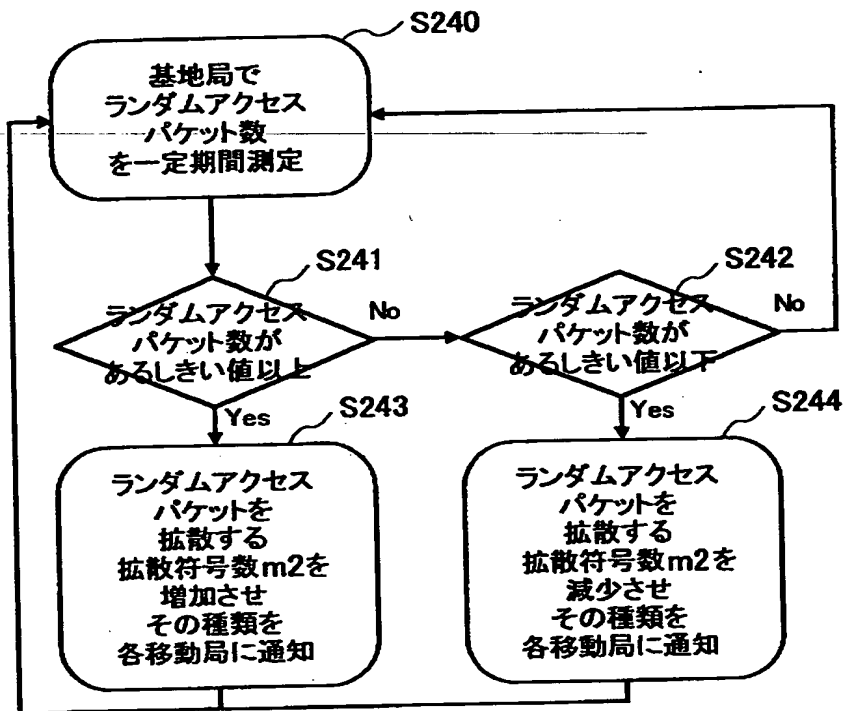 S240
基地局で
ランダムアクセス
パケット数
を一定期間測定
S241
ランダムアクセス
パケット数が
あるしきい値以上
No
Yes
S242
ランダムアクセス
パケット数が
あるしきい値以下
No
Yes
S243
ランダムアクセス
パケットを
拡散する
拡散符号数m2を
増加させ
その種類を
各移動局に通知
S244
ランダムアクセス
パケットを
拡散する
拡散符号数m2を
減少させ
その種類を
各移動局に通知